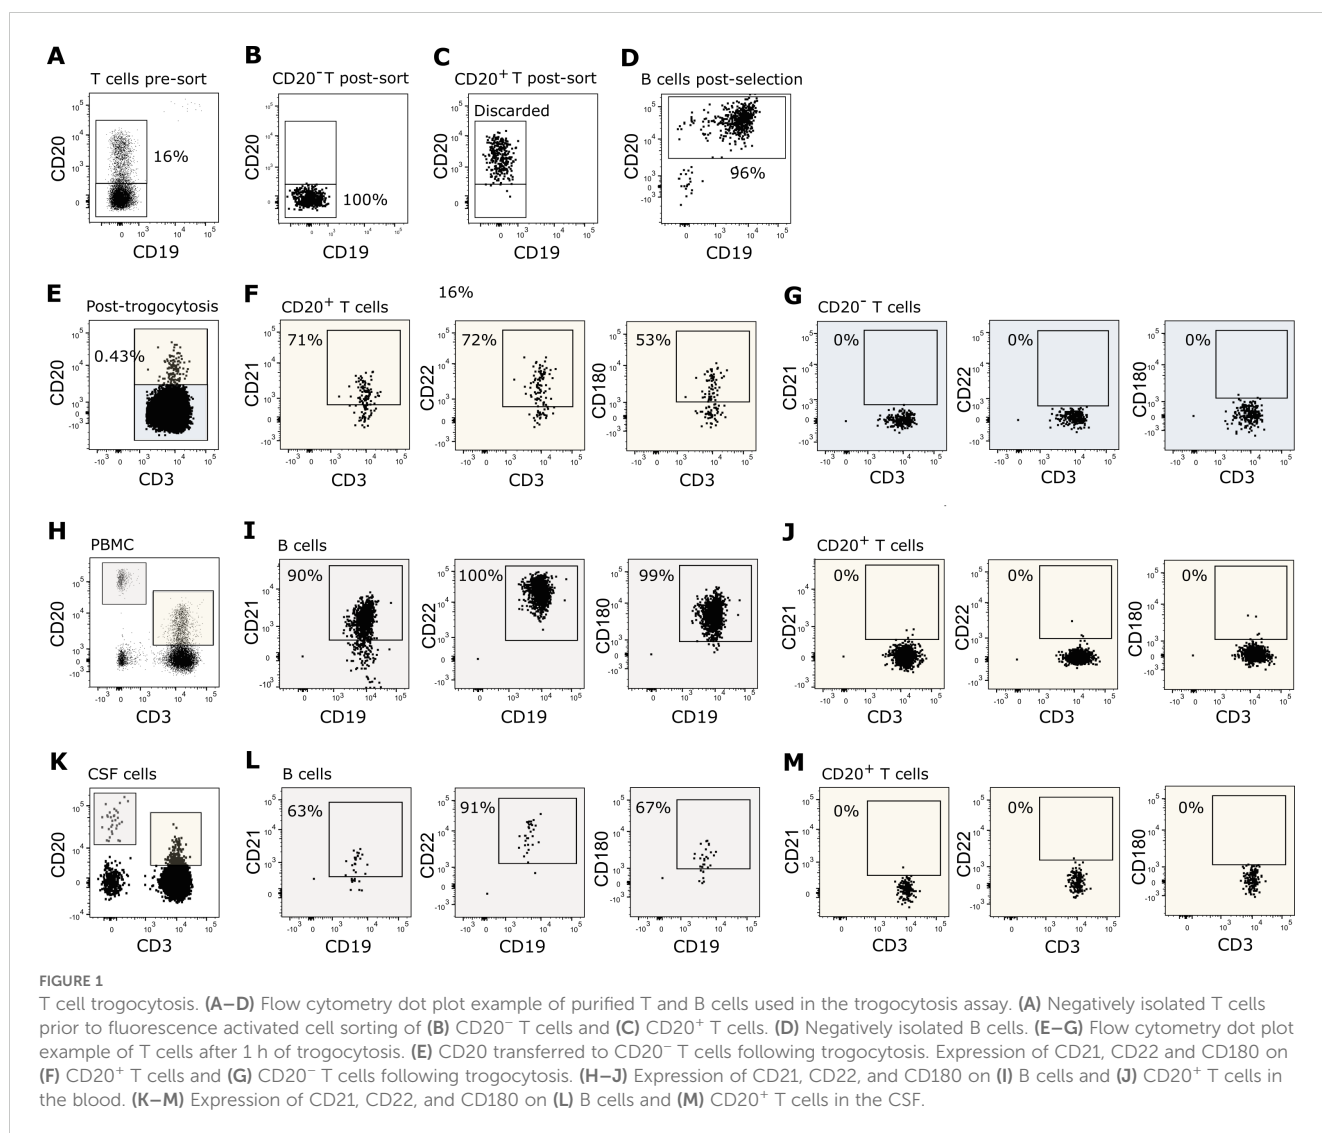 A
T cells pre-sort
CD20
16%
CD19
B
CD20⁻T post-sort
CD20
100%
CD19
C
CD20⁺ T post-sort
Discarded
CD20
CD19
D
B cells post-selection
CD20
96%
CD19
E
Post-trogocytosis
0.43%
CD20
CD3
F
CD20⁺ T cells
16%
71%
CD21
CD3
72%
CD22
CD3
53%
CD180
CD3
G
CD20⁻ T cells
0%
CD21
CD3
0%
CD22
CD3
0%
CD180
CD3
H
PBMC
CD20
CD3
I
B cells
90%
CD21
CD19
100%
CD22
CD19
99%
CD180
CD19
J
CD20⁺ T cells
0%
CD21
CD3
0%
CD22
CD3
0%
CD180
CD3
K
CSF cells
CD20
CD3
L
B cells
63%
CD21
CD19
91%
CD22
CD19
67%
CD180
CD19
M
CD20⁺ T cells
0%
CD21
CD3
0%
CD22
CD3
0%
CD180
CD3
FIGURE 1
T cell trogocytosis. (A–D) Flow cytometry dot plot example of purified T and B cells used in the trogocytosis assay. (A) Negatively isolated T cells
prior to fluorescence activated cell sorting of (B) CD20⁻ T cells and (C) CD20⁺ T cells. (D) Negatively isolated B cells. (E–G) Flow cytometry dot plot
example of T cells after 1 h of trogocytosis. (E) CD20 transferred to CD20⁻ T cells following trogocytosis. Expression of CD21, CD22 and CD180 on
(F) CD20⁺ T cells and (G) CD20⁻ T cells following trogocytosis. (H–J) Expression of CD21, CD22, and CD180 on (I) B cells and (J) CD20⁺ T cells in
the blood. (K–M) Expression of CD21, CD22, and CD180 on (L) B cells and (M) CD20⁺ T cells in the CSF.